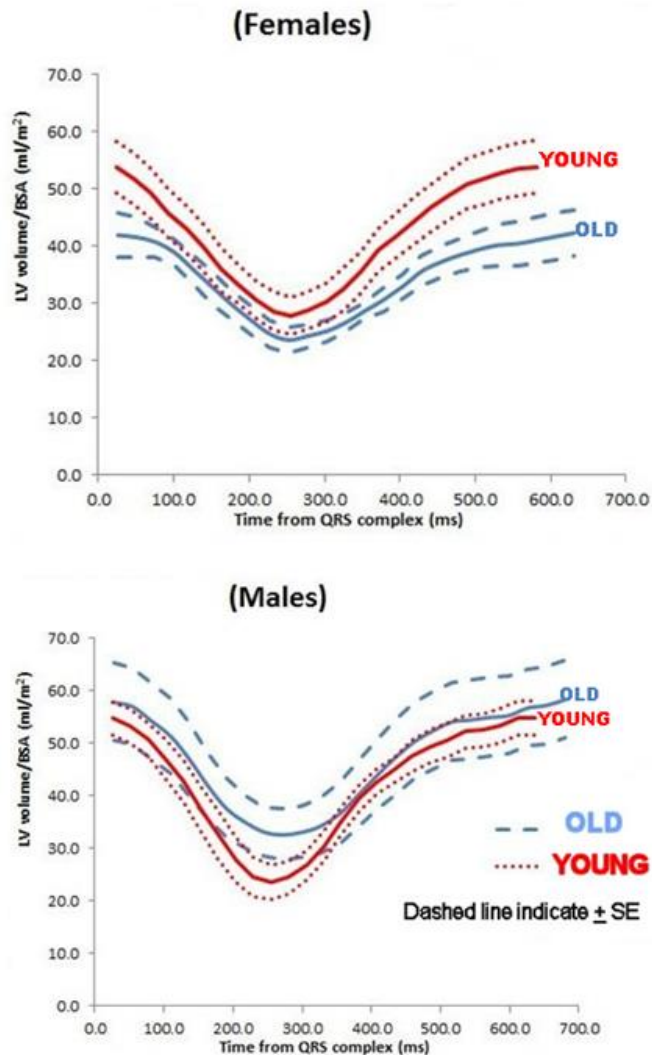 (Females)
LV volume/BSA (ml/m²)
70.0
60.0
50.0
40.0
30.0
20.0
10.0
0.0
YOUNG
OLD
0.0 100.0 200.0 300.0 400.0 500.0 600.0 700.0
Time from QRS complex (ms)
(Males)
LV volume/BSA (ml/m²)
70.0
60.0
50.0
40.0
30.0
20.0
10.0
0.0
OLD
YOUNG
OLD
YOUNG
Dashed line indicate ± SE
0.0 100.0 200.0 300.0 400.0 500.0 600.0 700.0
Time from QRS complex (ms)